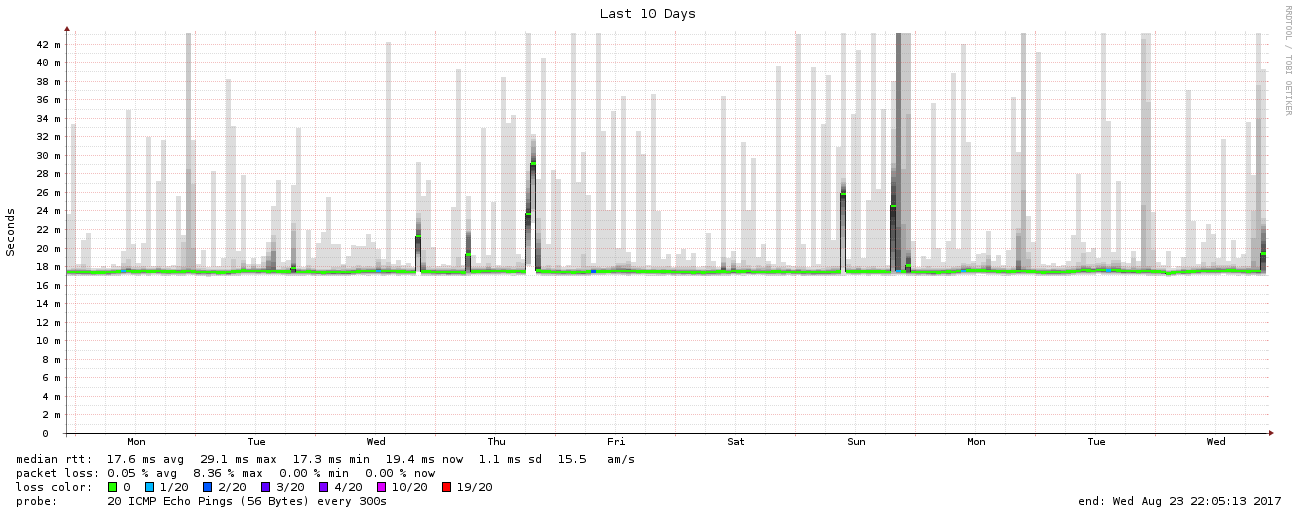 Last 10 Days
RRDTOOL / TOBI OETIKER
Seconds
42 m
40 m
38 m
36 m
34 m
32 m
30 m
28 m
26 m
24 m
22 m
20 m
18 m
16 m
14 m
12 m
10 m
8 m
6 m
4 m
2 m
0
Mon Tue Wed Thu Fri Sat Sun Mon Tue Wed
median rtt: 17.6 ms avg 29.1 ms max 17.3 ms min 19.4 ms now 1.1 ms sd 15.5 am/s
packet loss: 0.05 % avg 8.36 % max 0.00 % min 0.00 % now
loss color: 0 1/20 2/20 3/20 4/20 10/20 19/20
probe: 20 ICMP Echo Pings (56 Bytes) every 300s end: Wed Aug 23 22:05:13 2017